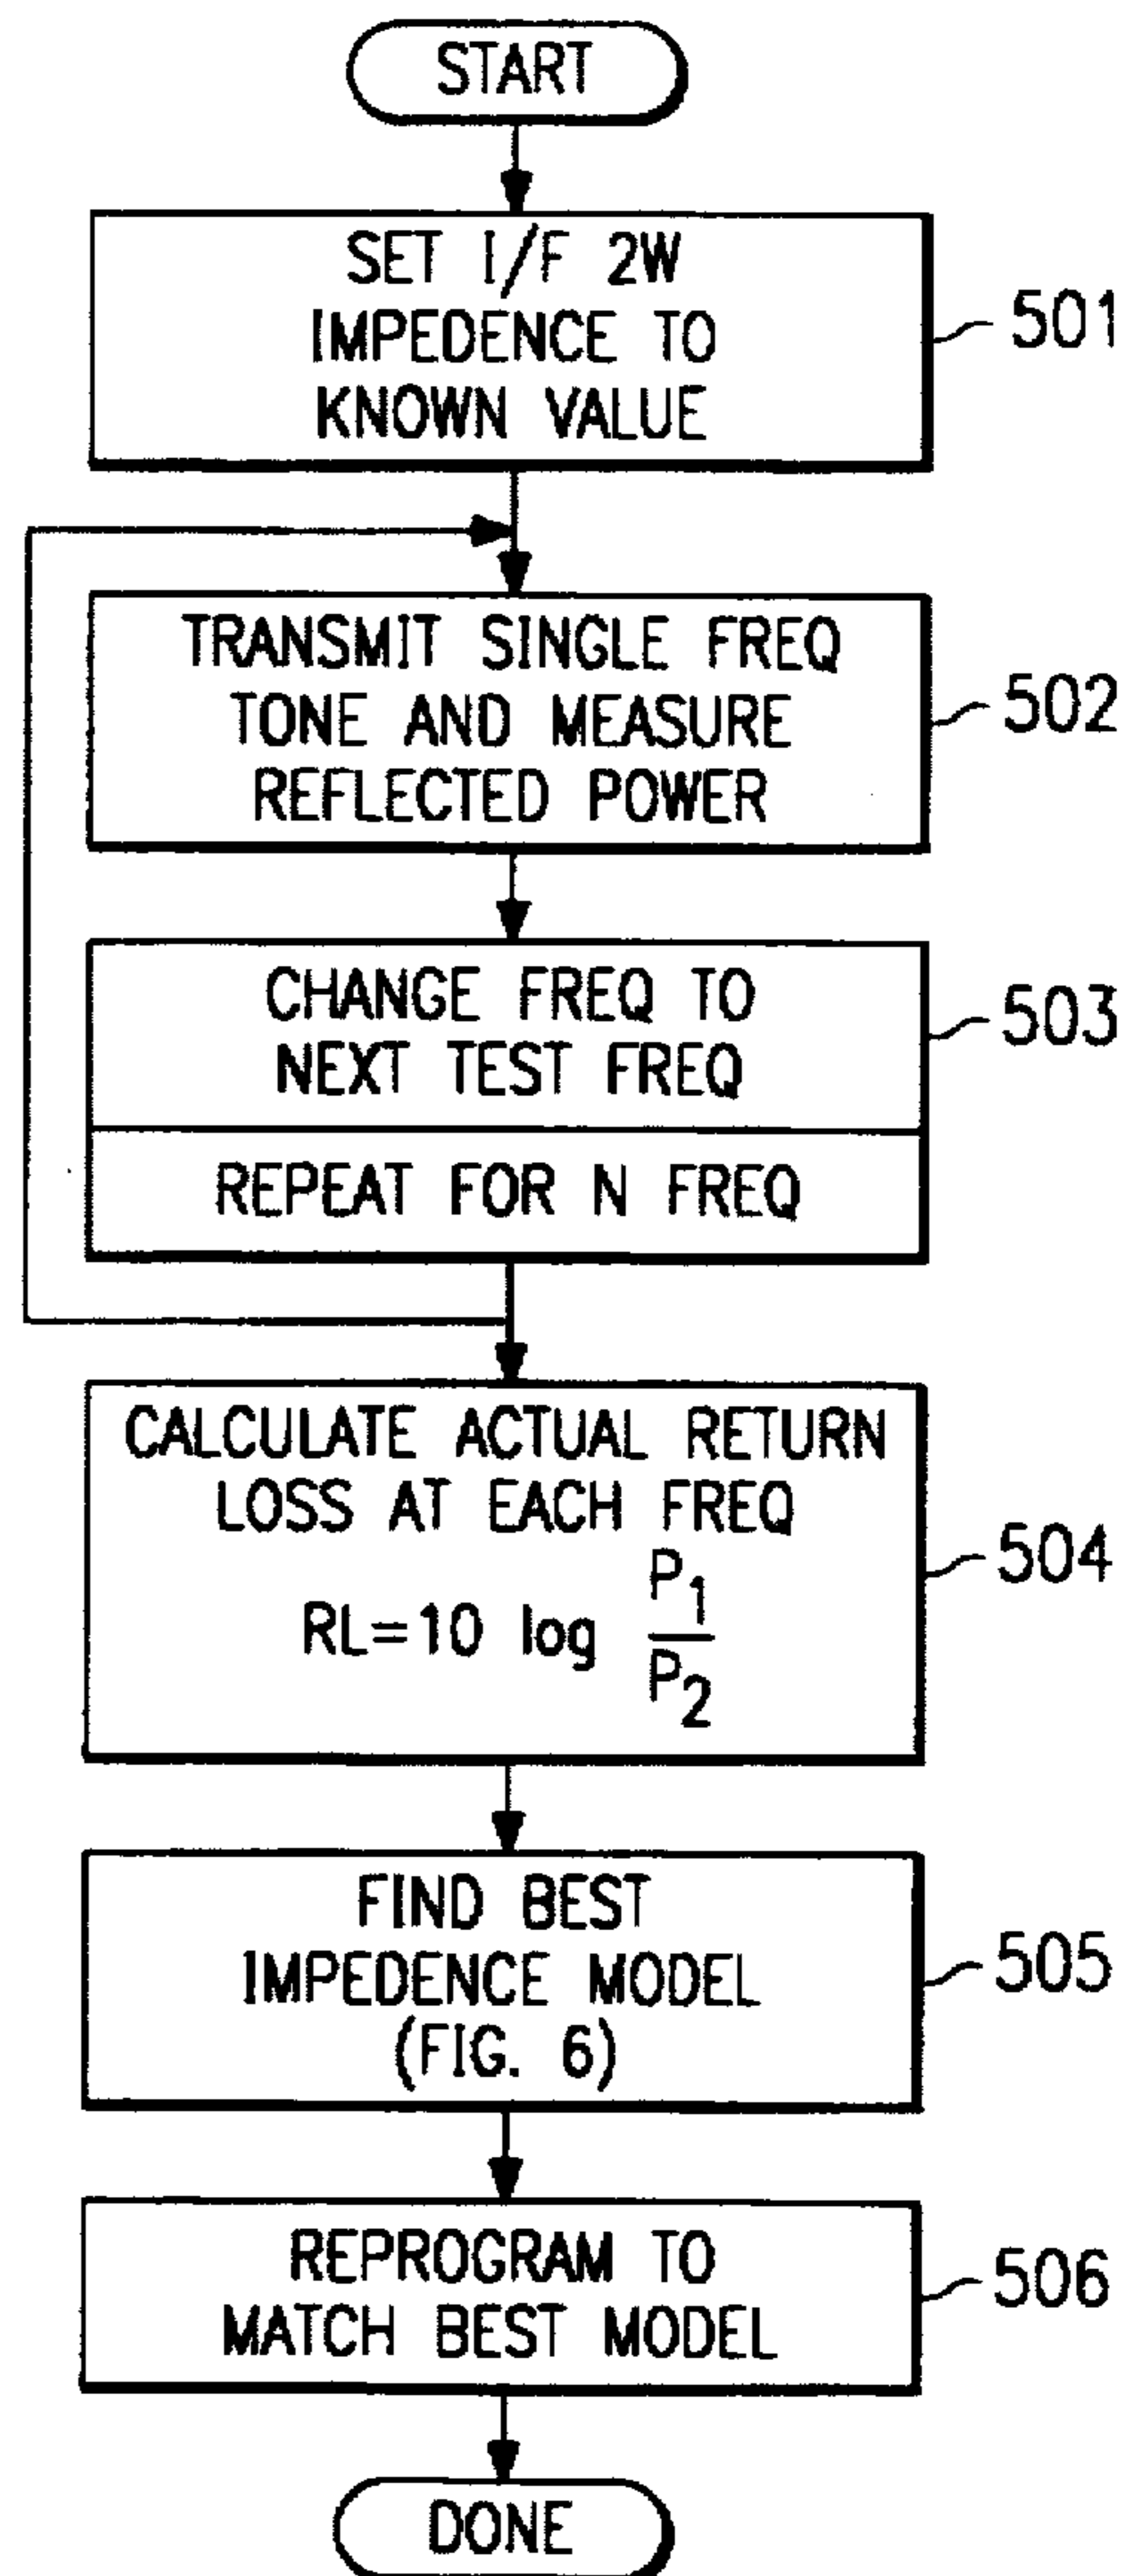 START
SET I/F 2W
IMPEDENCE TO
KNOWN VALUE
501
TRANSMIT SINGLE FREQ
TONE AND MEASURE
REFLECTED POWER
502
CHANGE FREQ TO
NEXT TEST FREQ
503
REPEAT FOR N FREQ
CALCULATE ACTUAL RETURN
LOSS AT EACH FREQ
RL=10 log P1/P2
504
FIND BEST
IMPEDENCE MODEL
(FIG. 6)
505
REPROGRAM TO
MATCH BEST MODEL
506
DONE